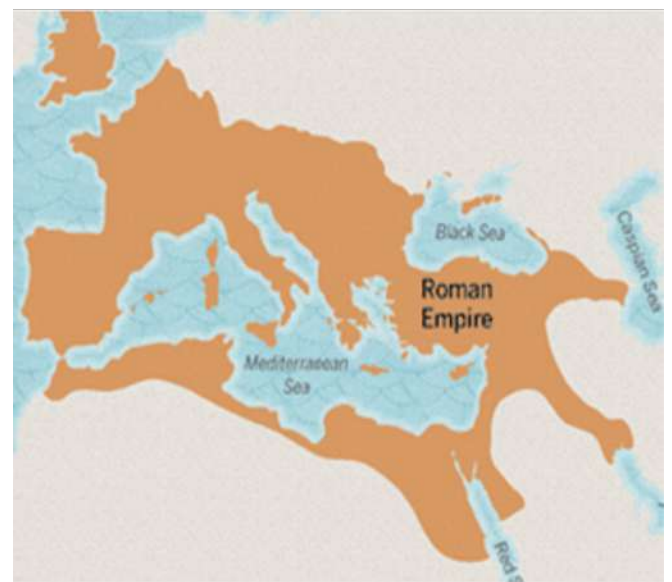 Black Sea
Caspian Sea
Roman
Empire
Mediterranean
Sea
Red S